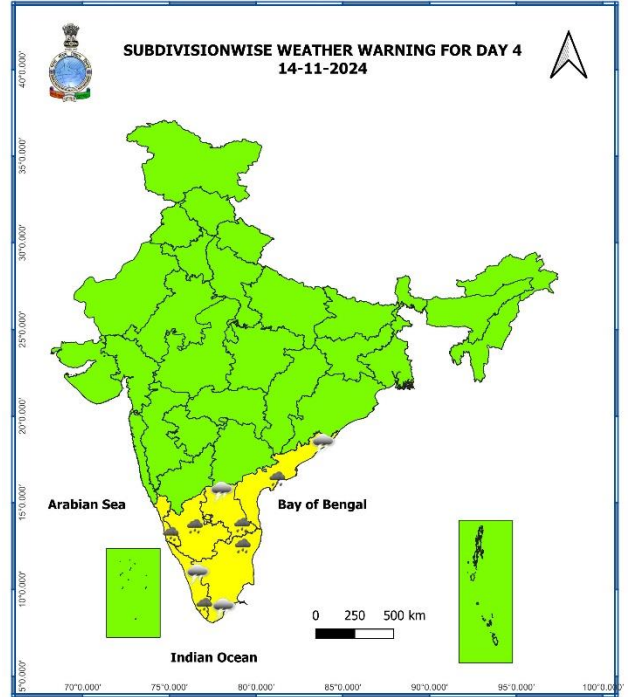 SUBDIVISIONWISE WEATHER WARNING FOR DAY 4
14-11-2024
40°0.000'
35°0.000'
30°0.000'
25°0.000'
20°0.000'
15°0.000'
10°0.000'
5°0.000'
Arabian Sea
Bay of Bengal
0 250 500 km
Indian Ocean
70°0.000' 75°0.000' 80°0.000' 85°0.000' 90°0.000' 95°0.000' 100°0.000'